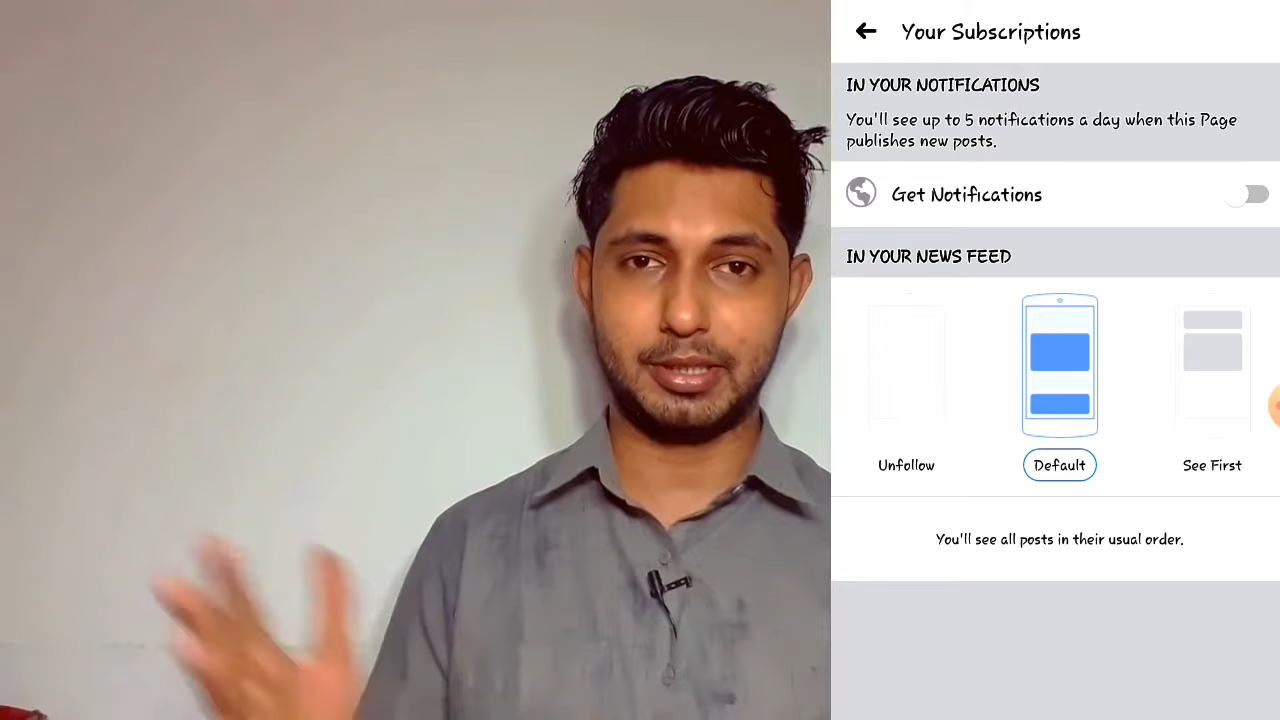 Your Subscriptions
IN YOUR NOTIFICATIONS
You'll see up to 5 notifications a day when this Page
publishes new posts.
Get Notifications
IN YOUR NEWS FEED
Unfollow
Default
See First
You'll see all posts in their usual order.